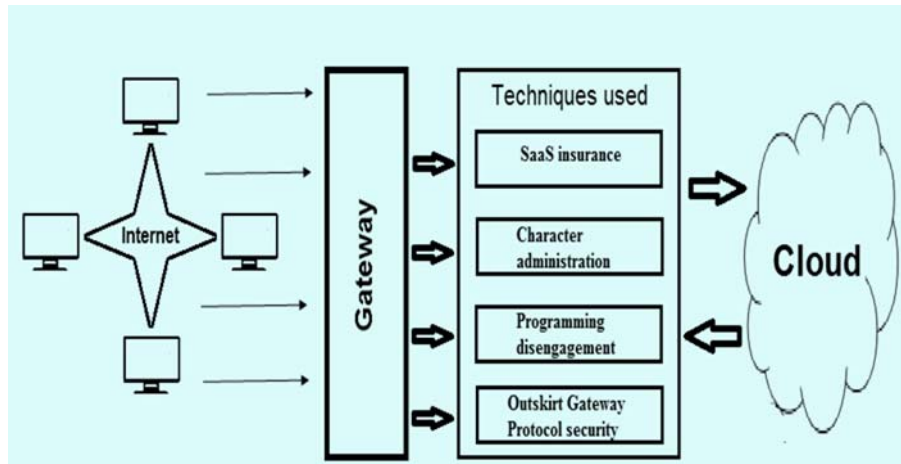 Internet
Gateway
Techniques used
SaaS insurance
Character
administration
Programming
disengagement
Outskirt Gateway
Protocol security
Cloud